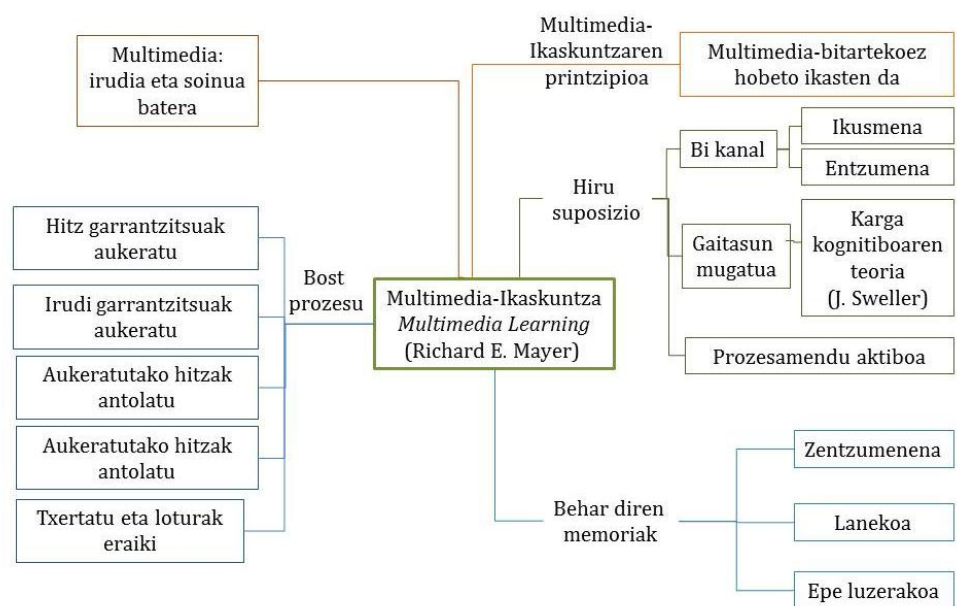 Multimedia:
irudia eta soinua
batera
Multimedia-
Ikaskuntzaren
printzipioa
Multimedia-bitartekoez
hobeto ikasten da
Hiru
suposizio
Bi kanal
Ikusmena
Entzumena
Gaitasun
mugatua
Karga
kognitiboaren
teoria
(J. Sweller)
Prozesamendu aktiboa
Multimedia-Ikaskuntza
Multimedia Learning
(Richard E. Mayer)
Bost
prozesu
Hitz garrantzitsuak
aukeratu
Irudi garrantzitsuak
aukeratu
Aukeratutako hitzak
antolatu
Aukeratutako hitzak
antolatu
Txertatu eta loturak
eraiki
Behar diren
memoriak
Zentzumenena
Lanekoa
Epe luzerakoa